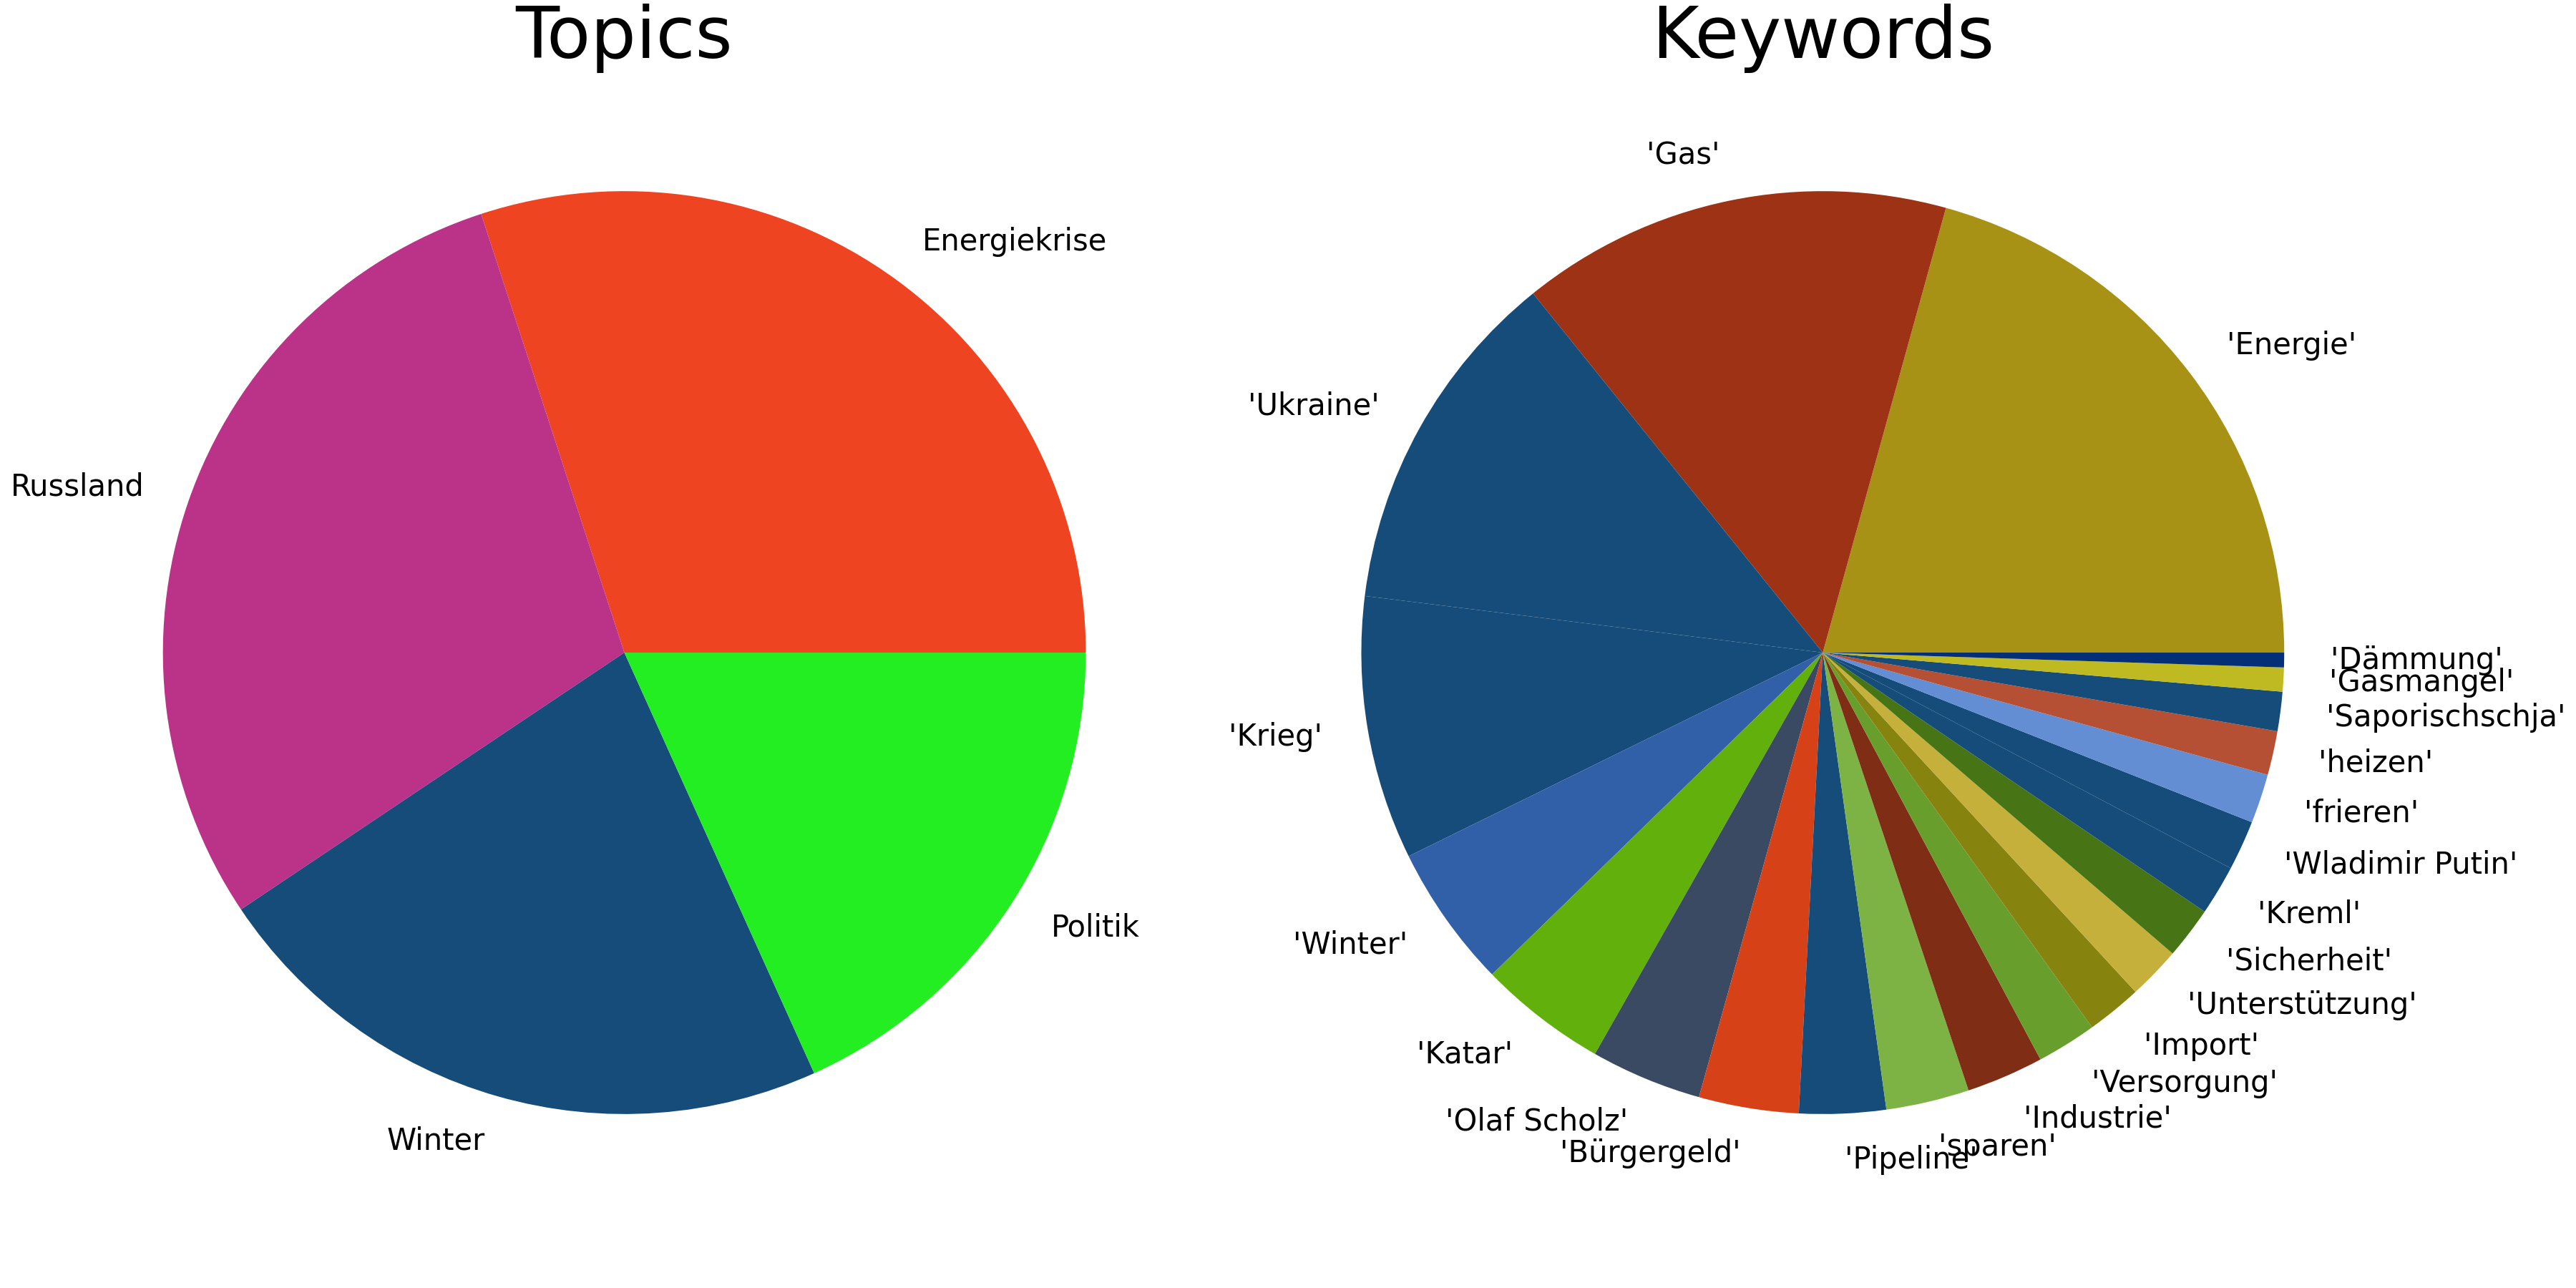 Topics
Energiekrise
Russland
Winter
Politik
Keywords
'Energie'
'Gas'
'Ukraine'
'Krieg'
'Winter'
'Katar'
'Olaf Scholz'
'Bürgergeld'
'Pipeline'
'sparen'
'Industrie'
'Versorgung'
'Import'
'Unterstützung'
'Sicherheit'
'Kreml'
'Wladimir Putin'
'frieren'
'heizen'
'Saporischschja'
'Gasmangel'
'Dämmung'